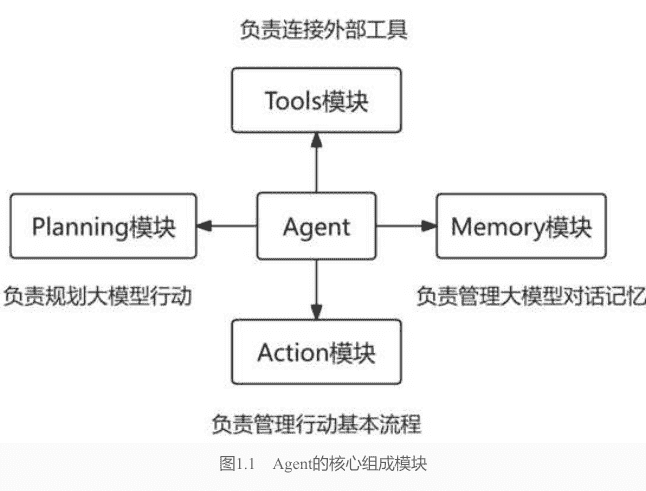 负责连接外部工具
Tools模块
Planning模块
Agent
Memory模块
负责规划大模型行动
负责管理大模型对话记忆
Action模块
负责管理行动基本流程
图1.1 Agent的核心组成模块